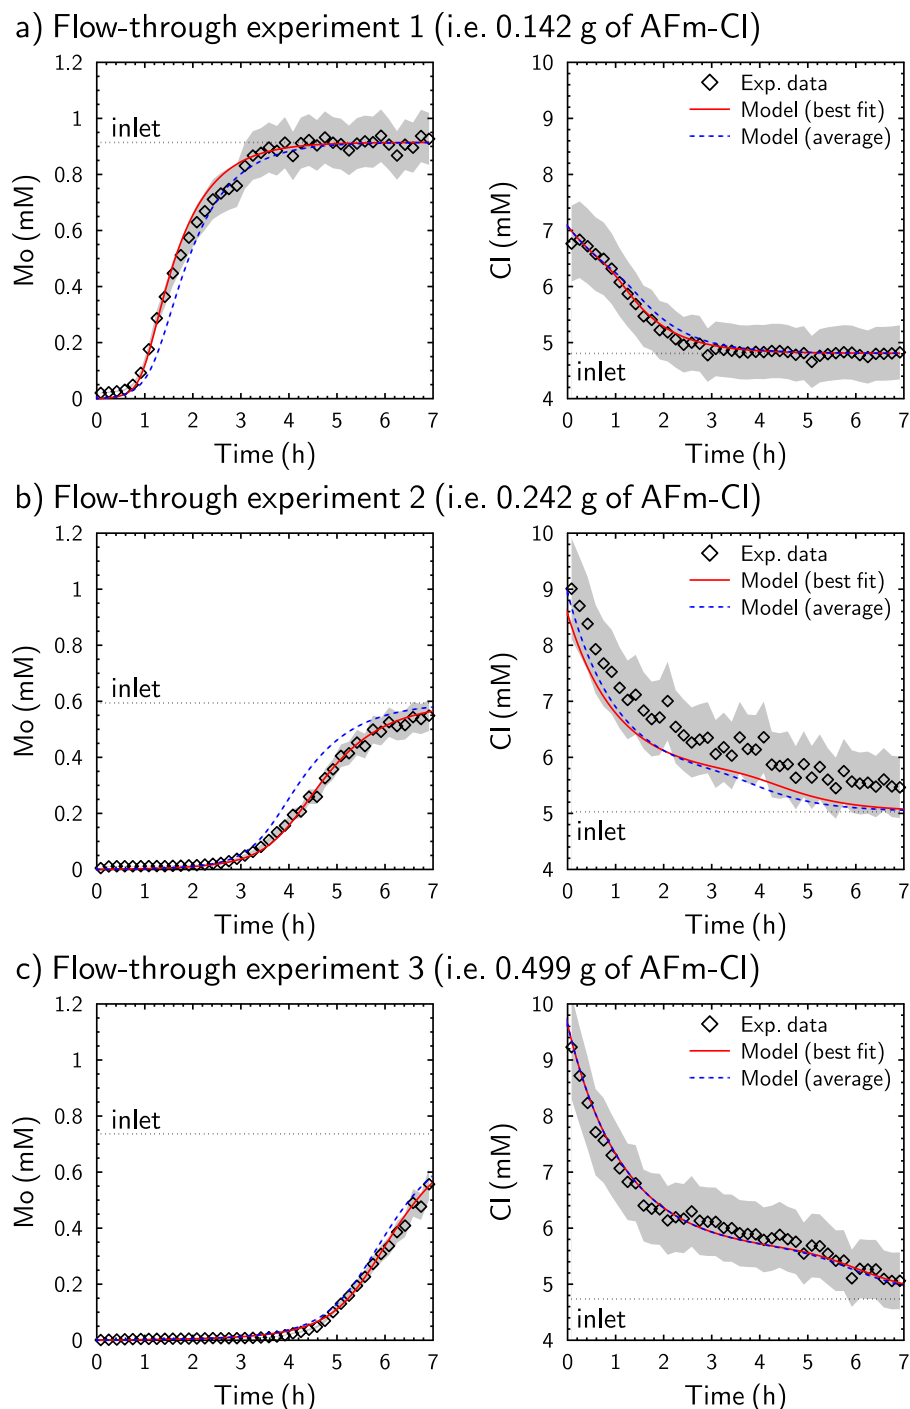 a) Flow-through experiment 1 (i.e. 0.142 g of AFm-Cl)
Mo (mM)
1.2
1
0.8
0.6
0.4
0.2
0
inlet
0 1 2 3 4 5 6 7
Time (h)
Cl (mM)
10
9
8
7
6
5
4
Exp. data
Model (best fit)
Model (average)
inlet
0 1 2 3 4 5 6 7
Time (h)
b) Flow-through experiment 2 (i.e. 0.242 g of AFm-Cl)
Mo (mM)
1.2
1
0.8
0.6
0.4
0.2
0
inlet
0 1 2 3 4 5 6 7
Time (h)
Cl (mM)
10
9
8
7
6
5
4
Exp. data
Model (best fit)
Model (average)
inlet
0 1 2 3 4 5 6 7
Time (h)
c) Flow-through experiment 3 (i.e. 0.499 g of AFm-Cl)
Mo (mM)
1.2
1
0.8
0.6
0.4
0.2
0
inlet
0 1 2 3 4 5 6 7
Time (h)
Cl (mM)
10
9
8
7
6
5
4
Exp. data
Model (best fit)
Model (average)
inlet
0 1 2 3 4 5 6 7
Time (h)